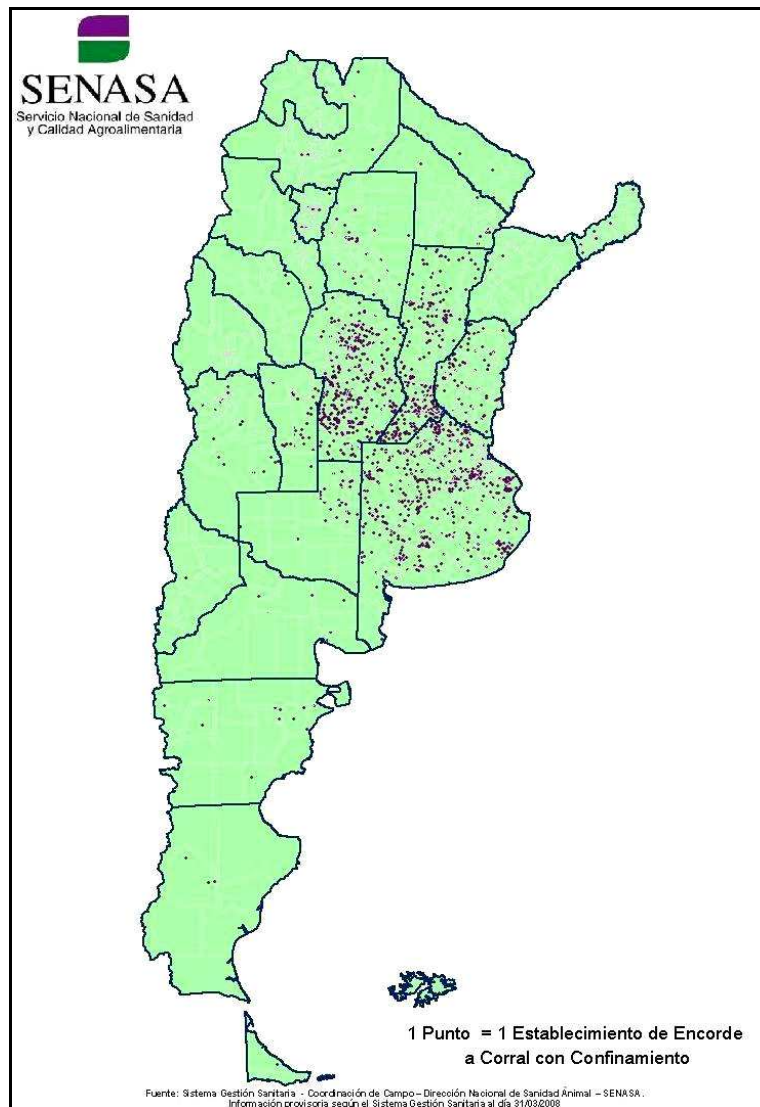 SENASA
Servicio Nacional de Sanidad
y Calidad Agroalimentaria
1 Punto = 1 Establecimiento de Encorde
a Corral con Confinamiento
Fuente: Sistema Gestión Sanitaria - Coordinación de Campo – Dirección Nacional de Sanidad Ánimal – SENASA.
Información provisoria según el Sistema Gestión Sanitaria al día 31/03/2008